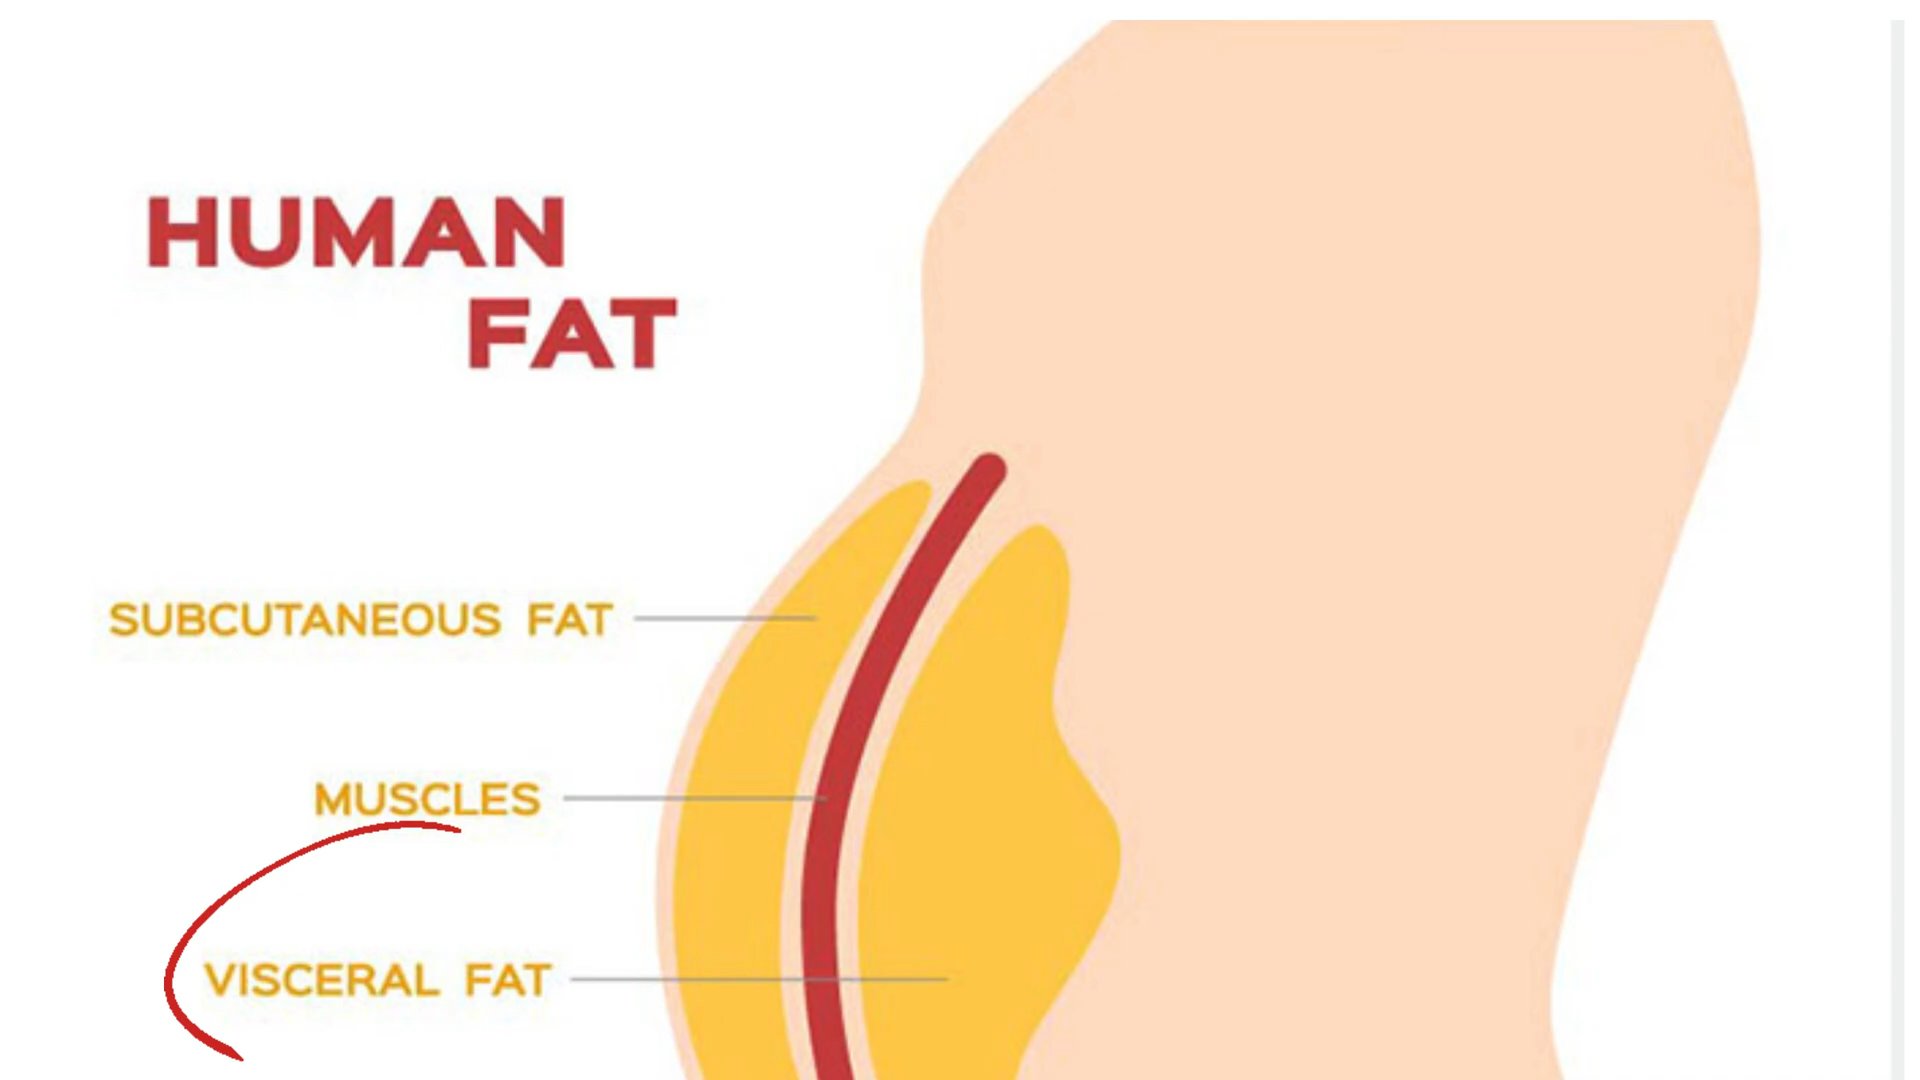 HUMAN
FAT
SUBCUTANEOUS FAT
MUSCLES
VISCERAL FAT